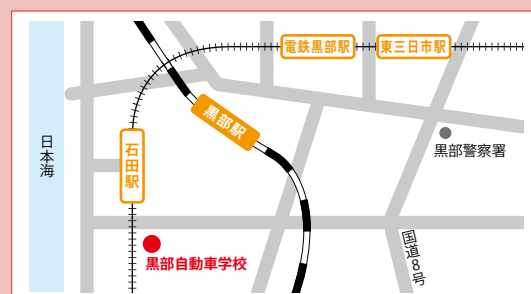 電鉄黒部駅
東三日市駅
黒部駅
日本海
石田駅
黒部警察署
国道8号
黒部自動車学校